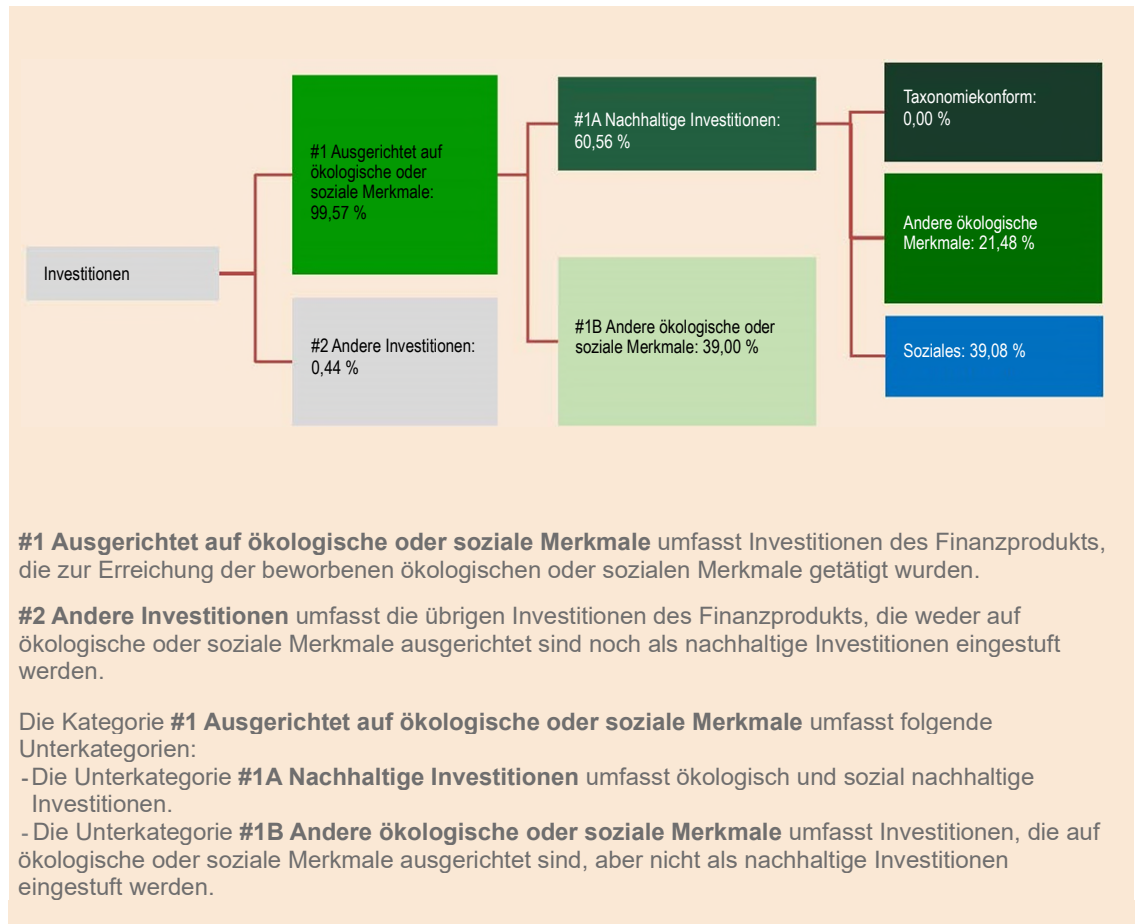 Investitionen
#1 Ausgerichtet auf
ökologische oder
soziale Merkmale:
99,57 %
#2 Andere Investitionen:
0,44 %
#1A Nachhaltige Investitionen:
60,56 %
#1B Andere ökologische oder
soziale Merkmale: 39,00 %
Taxonomiekonform:
0,00 %
Andere ökologische
Merkmale: 21,48 %
Soziales: 39,08 %
#1 Ausgerichtet auf ökologische oder soziale Merkmale umfasst Investitionen des Finanzprodukts,
die zur Erreichung der beworbenen ökologischen oder sozialen Merkmale getätigt wurden.
#2 Andere Investitionen umfasst die übrigen Investitionen des Finanzprodukts, die weder auf
ökologische oder soziale Merkmale ausgerichtet sind noch als nachhaltige Investitionen eingestuft
werden.
Die Kategorie #1 Ausgerichtet auf ökologische oder soziale Merkmale umfasst folgende
Unterkategorien:
- Die Unterkategorie #1A Nachhaltige Investitionen umfasst ökologisch und sozial nachhaltige
Investitionen.
- Die Unterkategorie #1B Andere ökologische oder soziale Merkmale umfasst Investitionen, die auf
ökologische oder soziale Merkmale ausgerichtet sind, aber nicht als nachhaltige Investitionen
eingestuft werden.